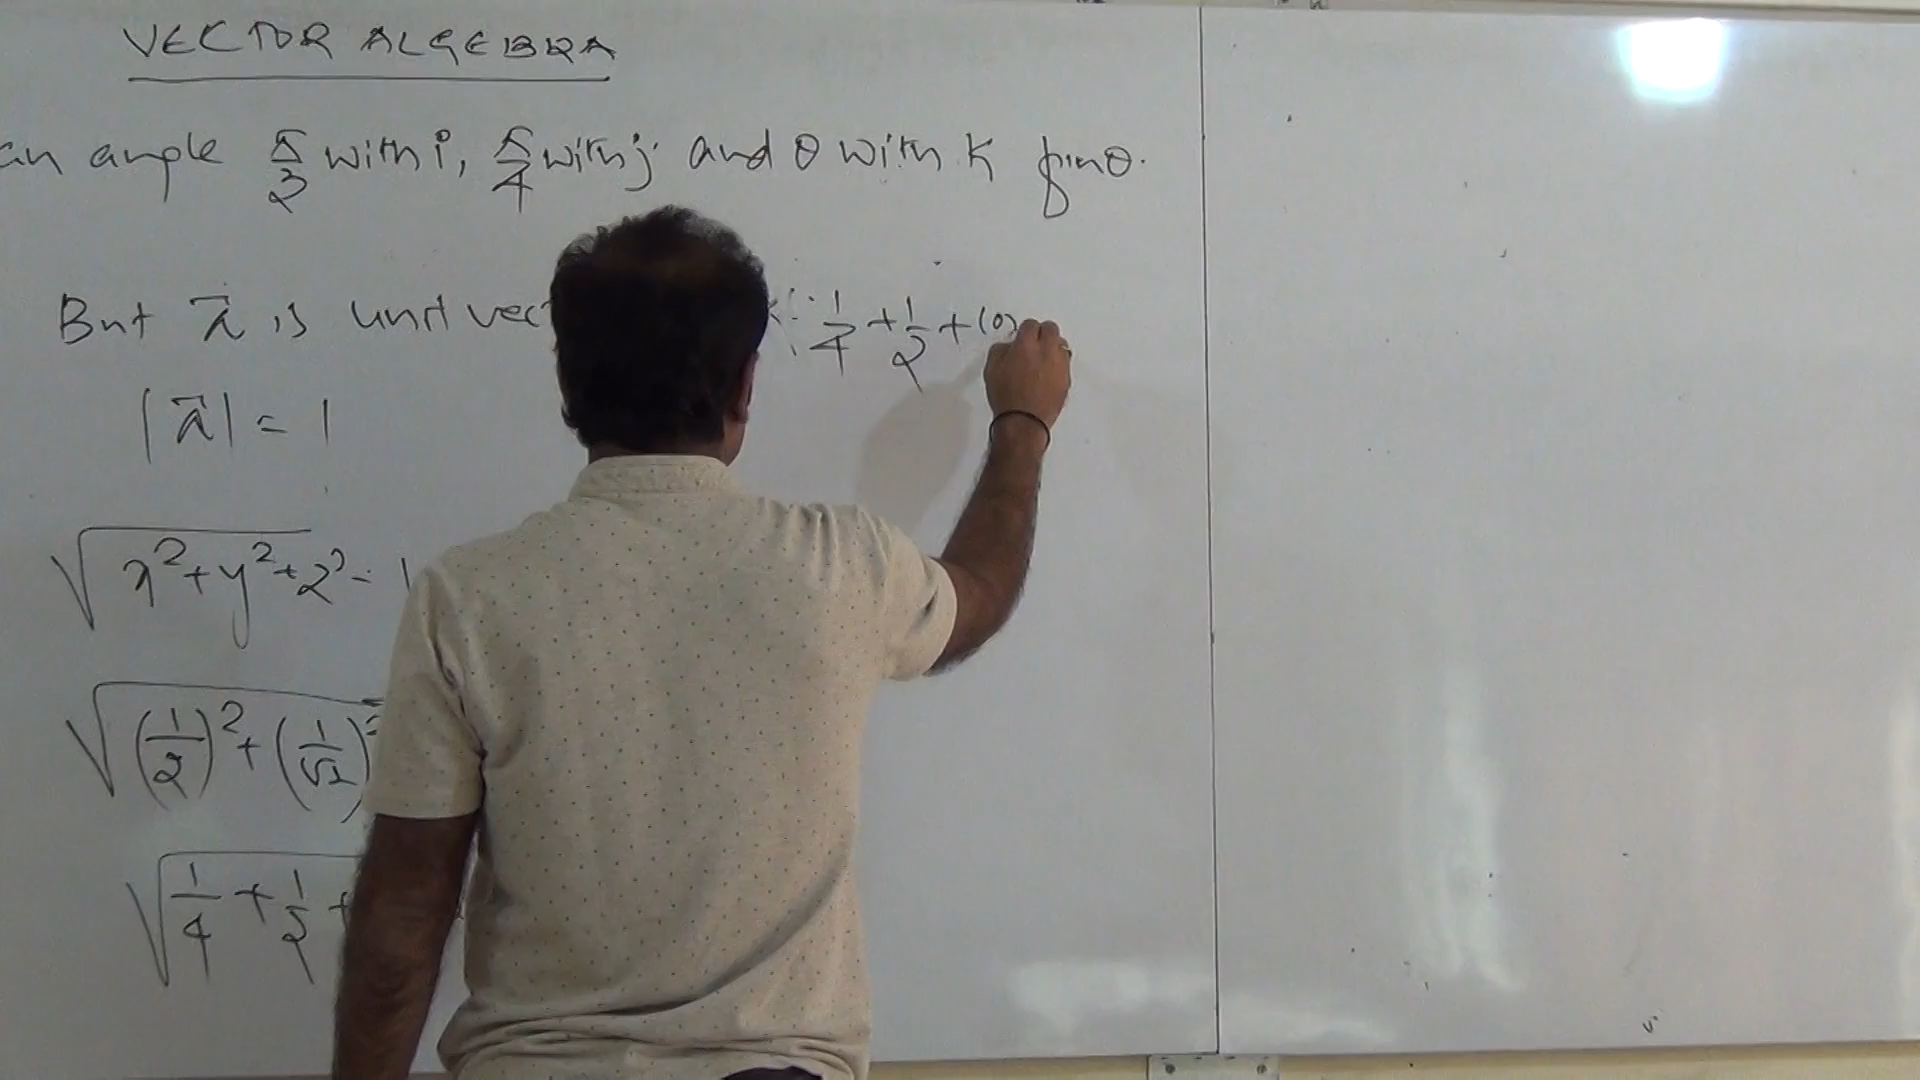 VECTOR ALGEBRA
an angle π/3 with i, π/4 with j and θ with k find θ.
But a⃗ is unit vec
|a⃗| = 1
√x²+y²+z² = 1
√(1/2)²+(1/√2)²
√1/4 + 1/2 +
1/4 + 1/2 + (0)